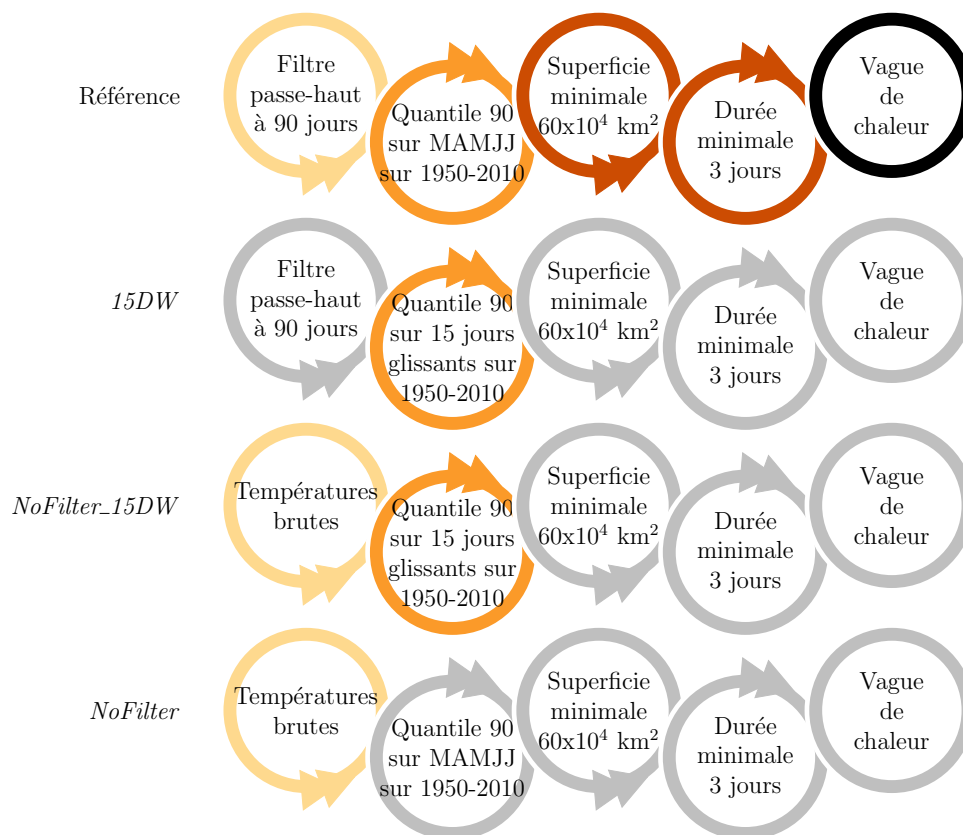 Référence
Filtre
passe-haut
à 90 jours
Quantile 90
sur MAMJJ
sur 1950-2010
Superficie
minimale
60x10⁴ km²
Durée
minimale
3 jours
Vague
de
chaleur
15DW
Filtre
passe-haut
à 90 jours
Quantile 90
sur 15 jours
glissants sur
1950-2010
Superficie
minimale
60x10⁴ km²
Durée
minimale
3 jours
Vague
de
chaleur
NoFilter_15DW
Températures
brutes
Quantile 90
sur 15 jours
glissants sur
1950-2010
Superficie
minimale
60x10⁴ km²
Durée
minimale
3 jours
Vague
de
chaleur
NoFilter
Températures
brutes
Quantile 90
sur MAMJJ
sur 1950-2010
Superficie
minimale
60x10⁴ km²
Durée
minimale
3 jours
Vague
de
chaleur